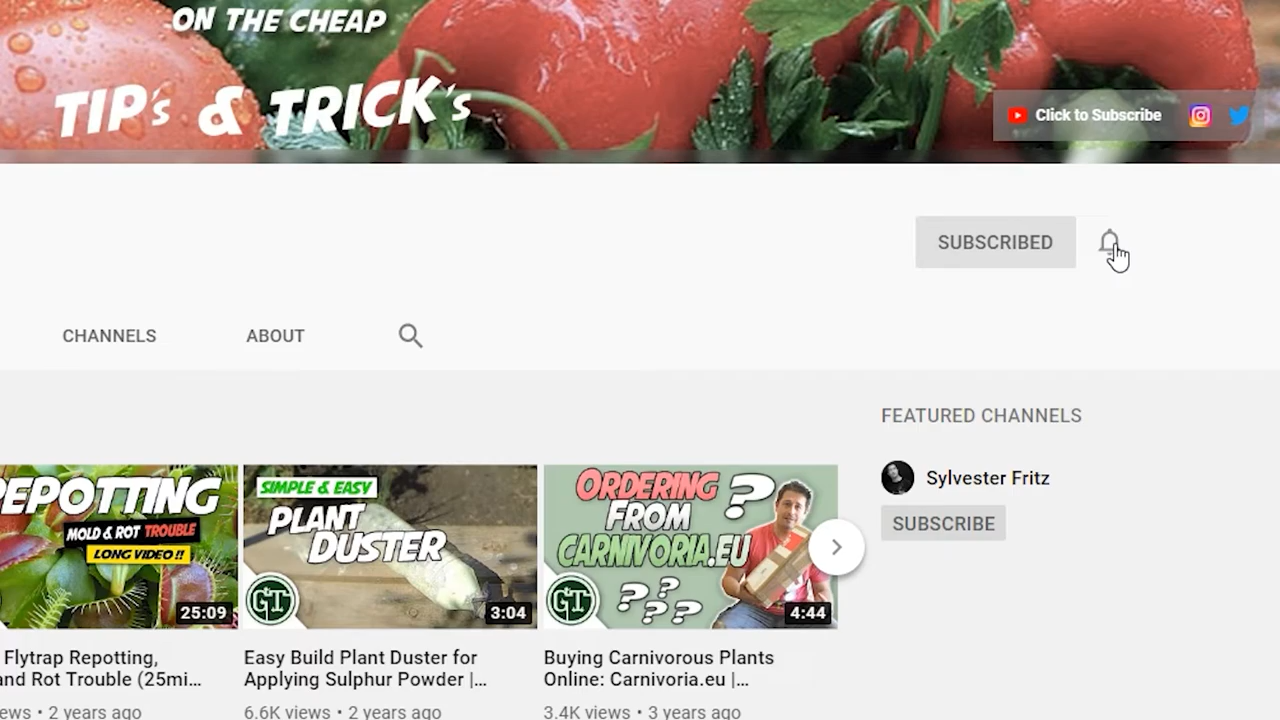 ON THE CHEAP
TIP's & TRICK's
Click to Subscribe
SUBSCRIBED
CHANNELS
ABOUT
FEATURED CHANNELS
Sylvester Fritz
SUBSCRIBE
REPOTTING
MOLD & ROT TROUBLE
LONG VIDEO !!
25:09
SIMPLE & EASY
PLANT
DUSTER
GT
3:04
ORDERING
FROM
CARNIVORIA.EU
?
? ? ? ?
GT
4:44
Flytrap Repotting,
and Rot Trouble (25mi...
2 years ago
Easy Build Plant Duster for
Applying Sulphur Powder |...
6.6K views • 2 years ago
Buying Carnivorous Plants
Online: Carnivoria.eu |...
3.4K views • 3 years ago